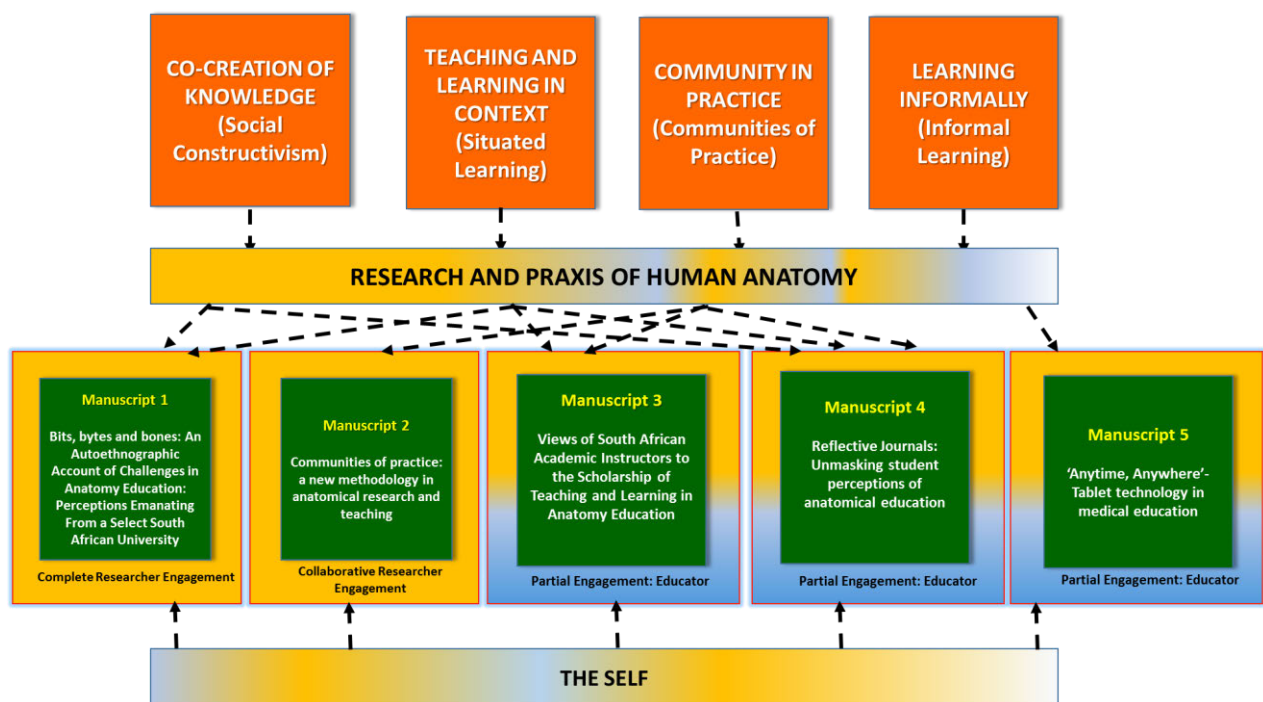 CO-CREATION OF
KNOWLEDGE
(Social
Constructivism)
TEACHING AND
LEARNING IN
CONTEXT
(Situated
Learning)
COMMUNITY IN
PRACTICE
(Communities of
Practice)
LEARNING
INFORMALLY
(Informal
Learning)
RESEARCH AND PRAXIS OF HUMAN ANATOMY
Manuscript 1
Bits, bytes and bones: An
Autoethnographic
Account of Challenges in
Anatomy Education:
Perceptions Emanating
From a Select South
African University
Complete Researcher Engagement
Manuscript 2
Communities of practice:
a new methodology in
anatomical research and
teaching
Collaborative Researcher
Engagement
Manuscript 3
Views of South African
Academic Instructors to
the Scholarship of
Teaching and Learning in
Anatomy Education
Partial Engagement: Educator
Manuscript 4
Reflective Journals:
Unmasking student
perceptions of
anatomical education
Partial Engagement: Educator
Manuscript 5
‘Anytime, Anywhere’-
Tablet technology in
medical education
Partial Engagement: Educator
THE SELF